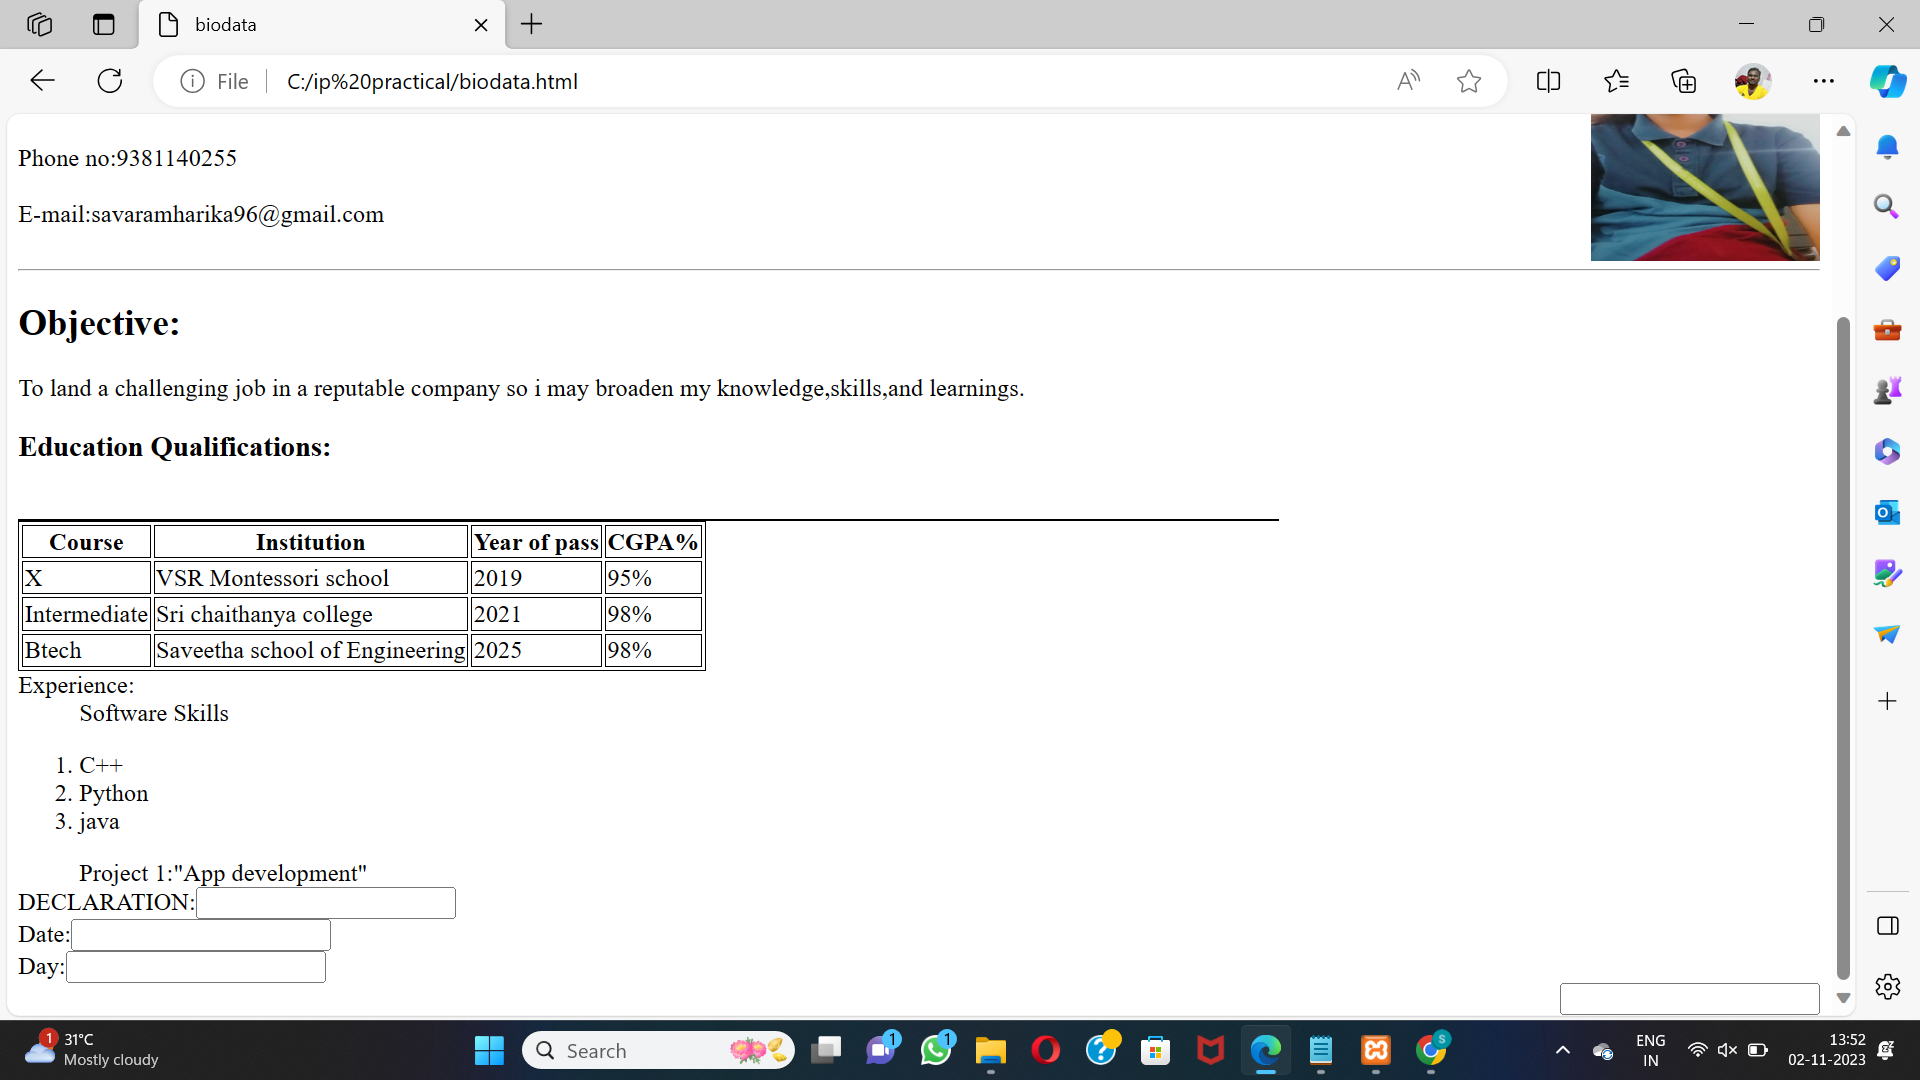 biodata
File C:/ip%20practical/biodata.html
Phone no:9381140255
E-mail:savaramharika96@gmail.com
Objective:
To land a challenging job in a reputable company so i may broaden my knowledge,skills,and learnings.
Education Qualifications:
Course Institution Year of pass CGPA%
X VSR Montessori school 2019 95%
Intermediate Sri chaithanya college 2021 98%
Btech Saveetha school of Engineering 2025 98%
Experience:
Software Skills
1. C++
2. Python
3. java
Project 1:"App development"
DECLARATION:
Date:
Day:
1 31°C
Mostly cloudy
Search
1
1
S
ENG
IN
13:52
02-11-2023